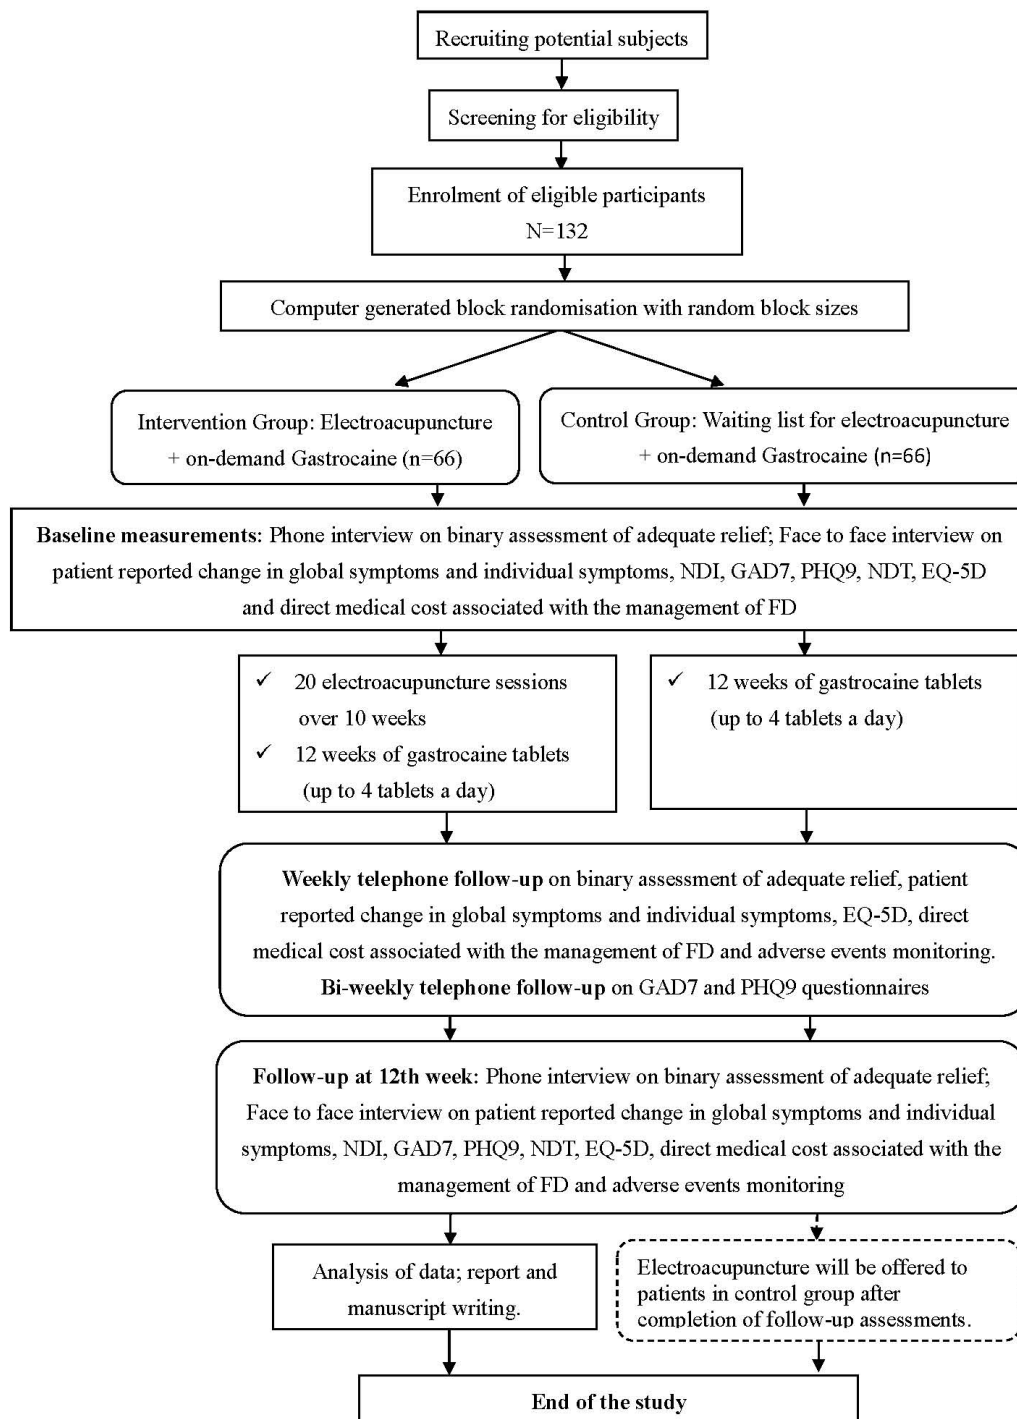 Recruiting potential subjects
Screening for eligibility
Enrolment of eligible participants
N=132
Computer generated block randomisation with random block sizes
Intervention Group: Electroacupuncture
+ on-demand Gastrocaine (n=66)
Control Group: Waiting list for electroacupuncture
+ on-demand Gastrocaine (n=66)
Baseline measurements: Phone interview on binary assessment of adequate relief; Face to face interview on
patient reported change in global symptoms and individual symptoms, NDI, GAD7, PHQ9, NDT, EQ-5D
and direct medical cost associated with the management of FD
✓ 20 electroacupuncture sessions
over 10 weeks
✓ 12 weeks of gastrocaine tablets
(up to 4 tablets a day)
✓ 12 weeks of gastrocaine tablets
(up to 4 tablets a day)
Weekly telephone follow-up on binary assessment of adequate relief, patient
reported change in global symptoms and individual symptoms, EQ-5D, direct
medical cost associated with the management of FD and adverse events monitoring.
Bi-weekly telephone follow-up on GAD7 and PHQ9 questionnaires
Follow-up at 12th week: Phone interview on binary assessment of adequate relief;
Face to face interview on patient reported change in global symptoms and individual
symptoms, NDI, GAD7, PHQ9, NDT, EQ-5D, direct medical cost associated with the
management of FD and adverse events monitoring
Analysis of data; report and
manuscript writing.
Electroacupuncture will be offered to
patients in control group after
completion of follow-up assessments.
End of the study